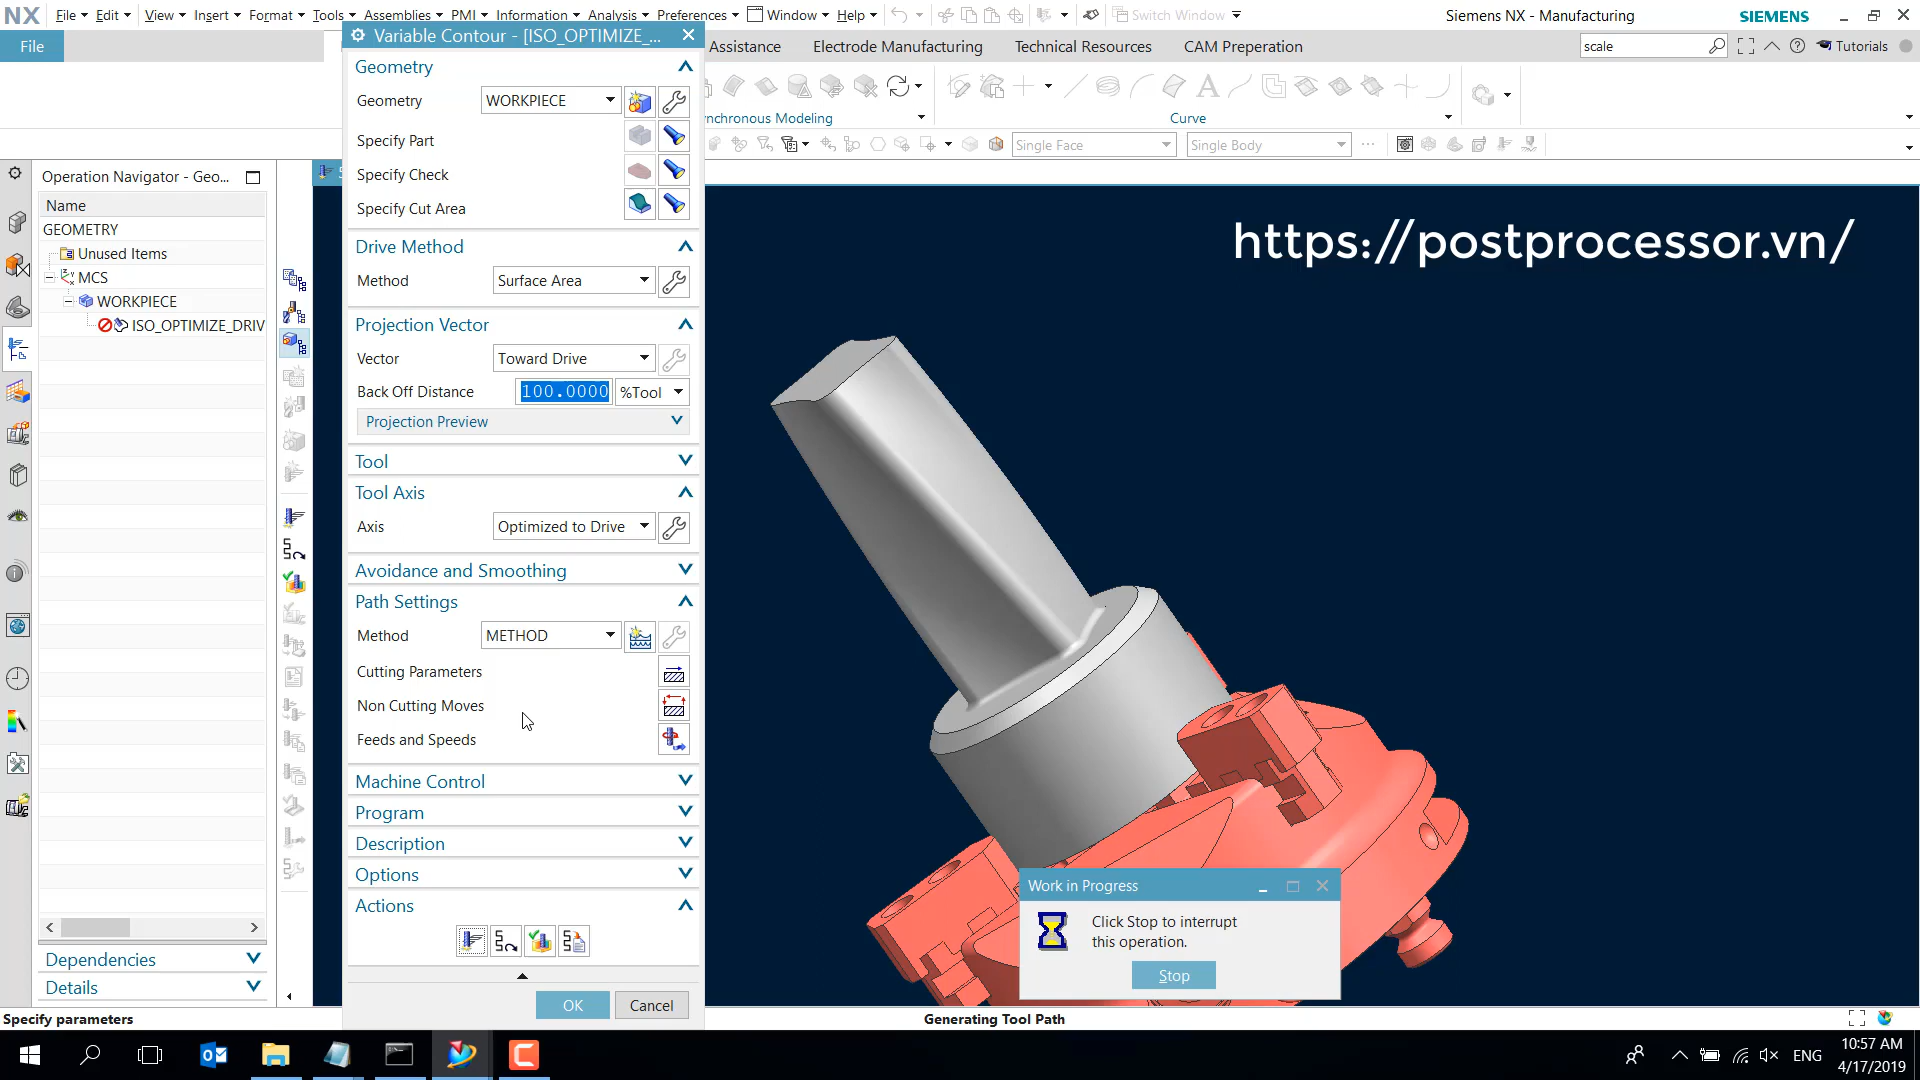 NX File Edit View Insert Format Tools Assemblies PMI Information Analysis Preferences Window Help Switch Window Siemens NX - Manufacturing SIEMENS
Variable Contour - [ISO_OPTIMIZE_...
File Assistance Electrode Manufacturing Technical Resources CAM Preperation scale Tutorials
nchronous Modeling Curve
Single Face Single Body
Operation Navigator - Geo...
Name
GEOMETRY
Unused Items
MCS
WORKPIECE
ISO_OPTIMIZE_DRIV
Dependencies
Details
Geometry
Geometry WORKPIECE
Specify Part
Specify Check
Specify Cut Area
Drive Method
Method Surface Area
Projection Vector
Vector Toward Drive
Back Off Distance 100.0000 %Tool
Projection Preview
Tool
Tool Axis
Axis Optimized to Drive
Avoidance and Smoothing
Path Settings
Method METHOD
Cutting Parameters
Non Cutting Moves
Feeds and Speeds
Machine Control
Program
Description
Options
Actions
OK Cancel
https://postprocessor.vn/
Work in Progress
Click Stop to interrupt
this operation.
Stop
Specify parameters Generating Tool Path
ENG
10:57 AM
4/17/2019